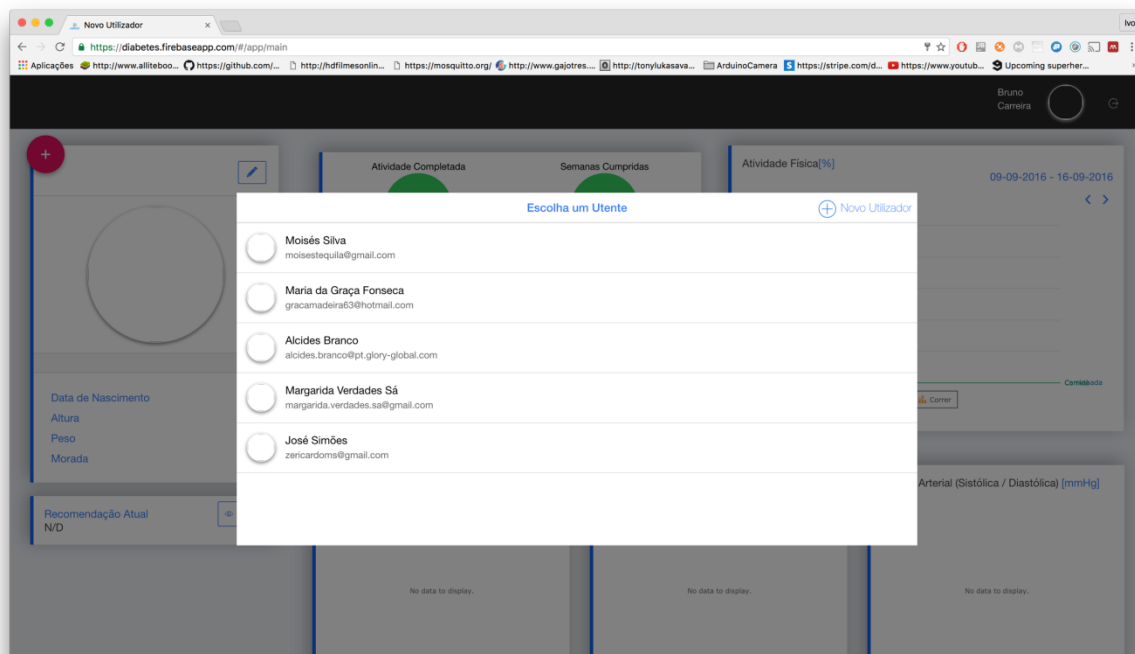 Novo Utilizador
Ivo
https://diabetes.firebaseapp.com/#/app/main
Aplicações http://www.alliteboo... https://github.com/... http://hdfilmesonlin... https://mosquitto.org/ http://www.gajotres.... http://tonylukasava... ArduinoCamera https://stripe.com/d... https://www.youtub... Upcoming superher...
Bruno
Carreira
Atividade Completada
Semanas Cumpridas
Atividade Física[%]
09-09-2016 - 16-09-2016
Escolha um Utente
Novo Utilizador
Moisés Silva
moisestequila@gmail.com
Maria da Graça Fonseca
gracamadeira63@hotmail.com
Alcides Branco
alcides.branco@pt.glory-global.com
Margarida Verdades Sá
margarida.verdades.sa@gmail.com
José Simões
zericardoms@gmail.com
Data de Nascimento
Altura
Peso
Morada
Correr
Recomendação Atual
N/D
Arterial (Sistólica / Diastólica) [mmHg]
No data to display.
No data to display.
No data to display.